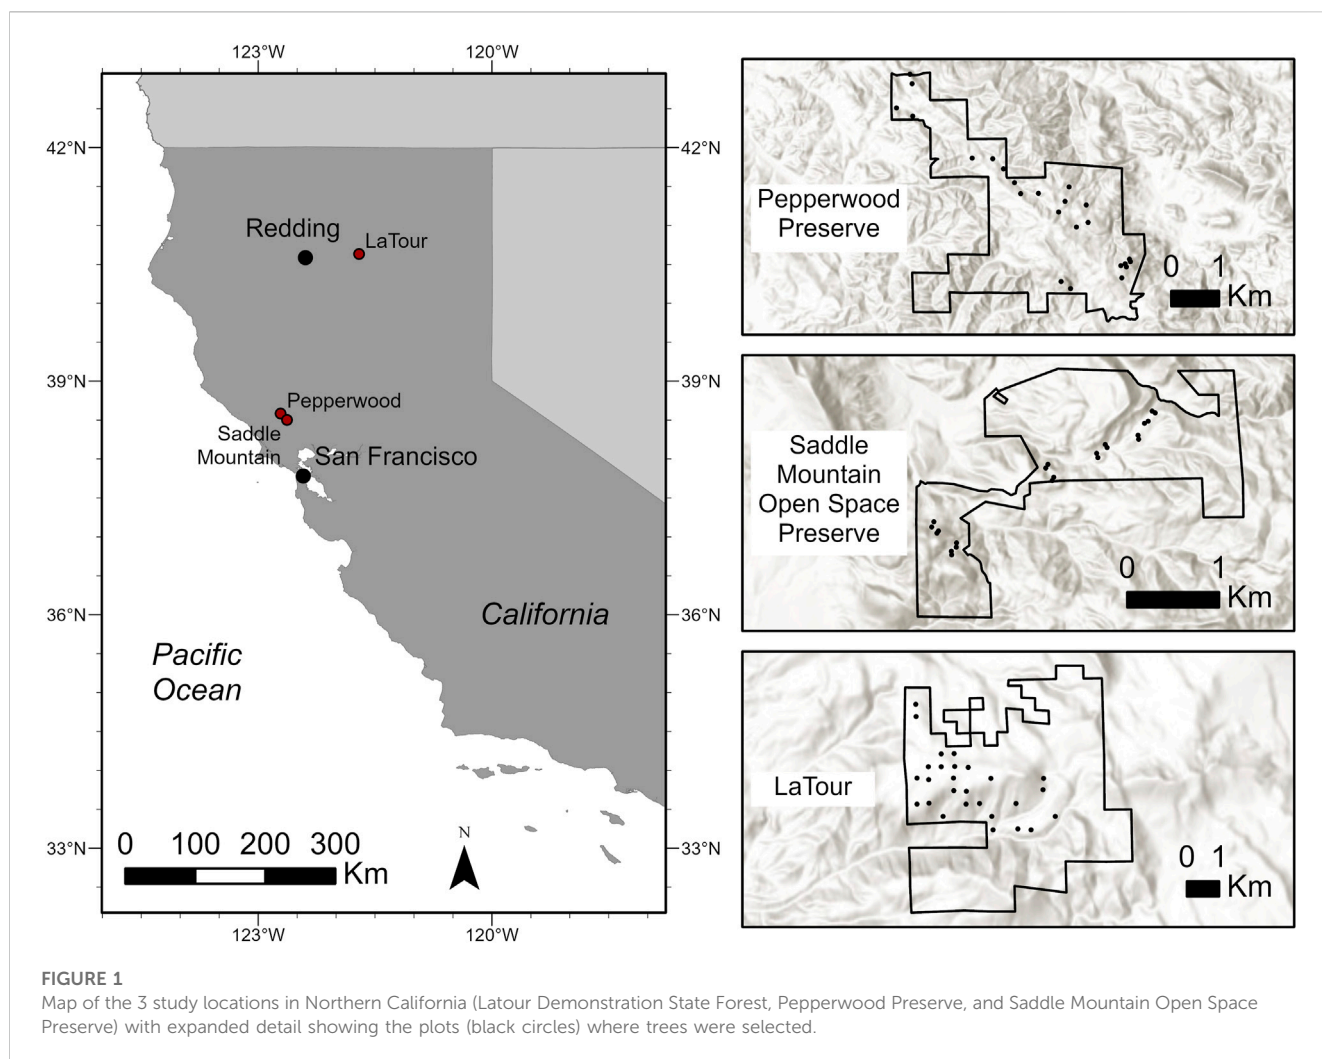 123°W
120°W
42°N
42°N
Redding
LaTour
39°N
39°N
Pepperwood
Saddle
Mountain
San Francisco
36°N
36°N
California
Pacific
Ocean
33°N
33°N
0 100 200 300
Km
N
123°W
120°W
Pepperwood
Preserve
0 1
Km
Saddle
Mountain
Open Space
Preserve
0 1
Km
LaTour
0 1
Km
FIGURE 1
Map of the 3 study locations in Northern California (Latour Demonstration State Forest, Pepperwood Preserve, and Saddle Mountain Open Space
Preserve) with expanded detail showing the plots (black circles) where trees were selected.